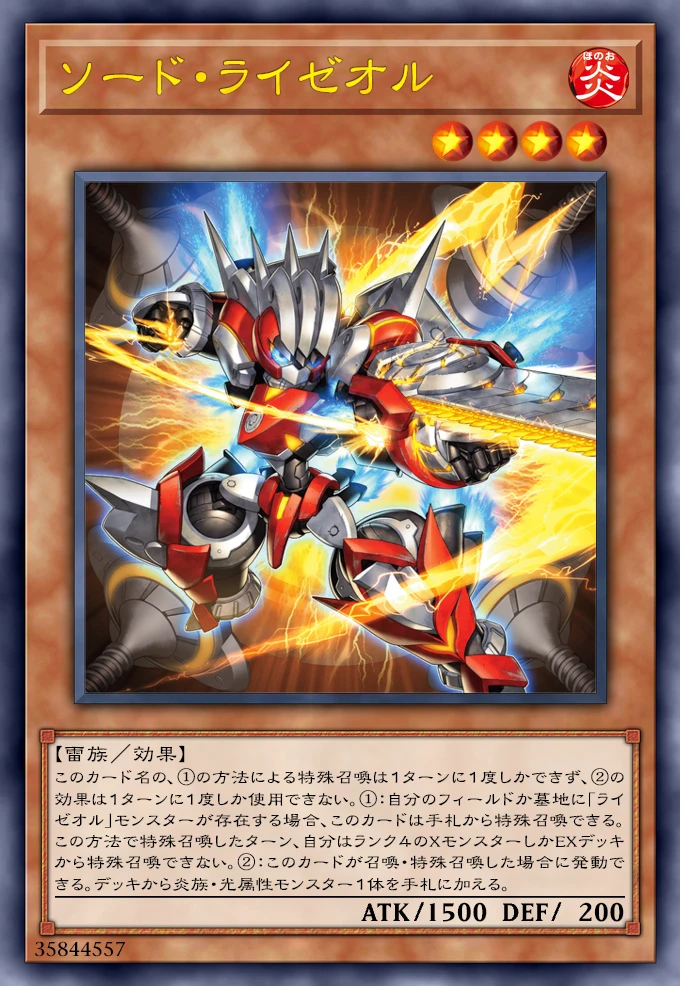 ソード・ライゼオル
ほのお
炎
【雷族／効果】
このカード名の、①の方法による特殊召喚は１ターンに１度しかできず、②の
効果は１ターンに１度しか使用できない。①：自分のフィールドか墓地に「ライ
ゼオル」モンスターが存在する場合、このカードは手札から特殊召喚できる。
この方法で特殊召喚したターン、自分はランク４のXモンスターしかEXデッキ
から特殊召喚できない。②：このカードが召喚・特殊召喚した場合に発動で
きる。デッキから炎族・光属性モンスター１体を手札に加える。
ATK/1500 DEF/ 200
35844557